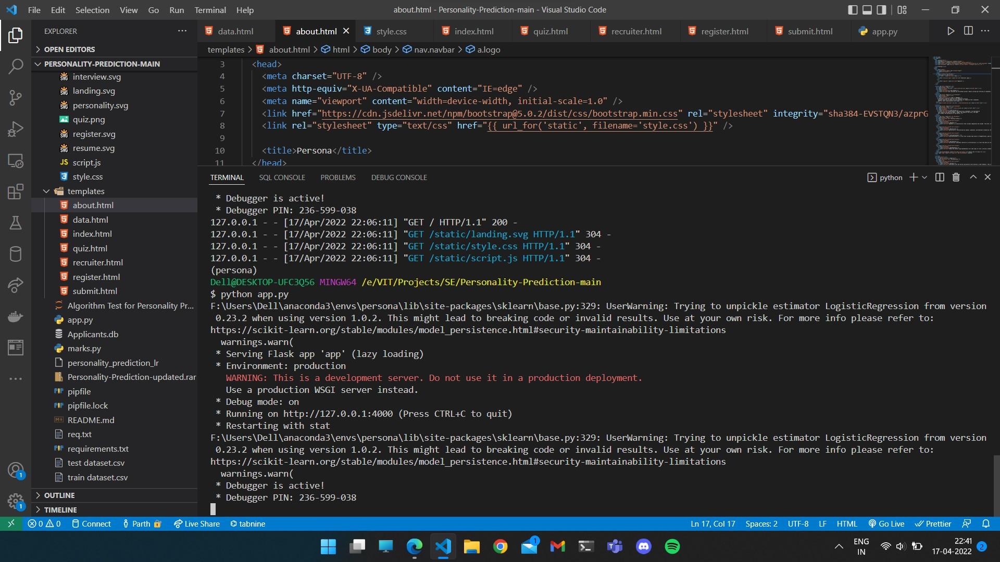 File Edit Selection View Go Run Terminal Help
about.html - Personality-Prediction-main - Visual Studio Code
EXPLORER
data.html
about.html
style.css
index.html
quiz.html
recruiter.html
register.html
submit.html
app.py
OPEN EDITORS
templates > about.html > html > body > nav.navbar > a.logo
PERSONALITY-PREDICTION-MAIN
interview.svg
landing.svg
personality.svg
quiz.png
register.svg
resume.svg
JS script.js
style.css
templates
about.html
data.html
index.html
quiz.html
recruiter.html
register.html
submit.html
Algorithm Test for Personality Pr...
app.py
Applicants.db
marks.py
personality_prediction_lr
Personality-Prediction-updated.rar
pipfile
pipfile.lock
README.md
req.txt
requirements.txt
test dataset.csv
train dataset.csv
OUTLINE
TIMELINE
3 <head>
4 <meta charset="UTF-8" />
5 <meta http-equiv="X-UA-Compatible" content="IE=edge" />
6 <meta name="viewport" content="width=device-width, initial-scale=1.0" />
7 <link href="https://cdn.jsdelivr.net/npm/bootstrap@5.0.2/dist/css/bootstrap.min.css" rel="stylesheet" integrity="sha384-EVSTQN3/azprG
8 <link rel="stylesheet" type="text/css" href="{{ url_for('static', filename='style.css') }}" />
9
10 <title>Persona</title>
11 </head>
TERMINAL SQL CONSOLE PROBLEMS DEBUG CONSOLE
python
* Debugger is active!
* Debugger PIN: 236-599-038
127.0.0.1 - - [17/Apr/2022 22:06:11] "GET / HTTP/1.1" 200 -
127.0.0.1 - - [17/Apr/2022 22:06:11] "GET /static/landing.svg HTTP/1.1" 304 -
127.0.0.1 - - [17/Apr/2022 22:06:11] "GET /static/style.css HTTP/1.1" 304 -
127.0.0.1 - - [17/Apr/2022 22:06:11] "GET /static/script.js HTTP/1.1" 304 -
(persona)
Dell@DESKTOP-UFC3Q56 MINGW64 /e/VIT/Projects/SE/Personality-Prediction-main
$ python app.py
F:\Users\Dell\anaconda3\envs\persona\lib\site-packages\sklearn\base.py:329: UserWarning: Trying to unpickle estimator LogisticRegression from version
0.23.2 when using version 1.0.2. This might lead to breaking code or invalid results. Use at your own risk. For more info please refer to:
https://scikit-learn.org/stable/modules/model_persistence.html#security-maintainability-limitations
warnings.warn(
* Serving Flask app 'app' (lazy loading)
* Environment: production
WARNING: This is a development server. Do not use it in a production deployment.
Use a production WSGI server instead.
* Debug mode: on
* Running on http://127.0.0.1:4000 (Press CTRL+C to quit)
* Restarting with stat
F:\Users\Dell\anaconda3\envs\persona\lib\site-packages\sklearn\base.py:329: UserWarning: Trying to unpickle estimator LogisticRegression from version
0.23.2 when using version 1.0.2. This might lead to breaking code or invalid results. Use at your own risk. For more info please refer to:
https://scikit-learn.org/stable/modules/model_persistence.html#security-maintainability-limitations
warnings.warn(
* Debugger is active!
* Debugger PIN: 236-599-038
1
1
0 0 Connect Parth Live Share tabnine
Ln 17, Col 17 Spaces: 2 UTF-8 LF HTML Go Live Prettier
1
ENG
IN
22:41
17-04-2022
2